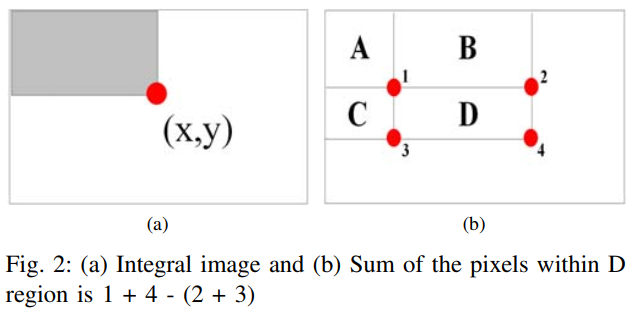 (x,y)
A B
1 2
C D
3 4
(a) (b)
Fig. 2: (a) Integral image and (b) Sum of the pixels within D
region is 1 + 4 - (2 + 3)